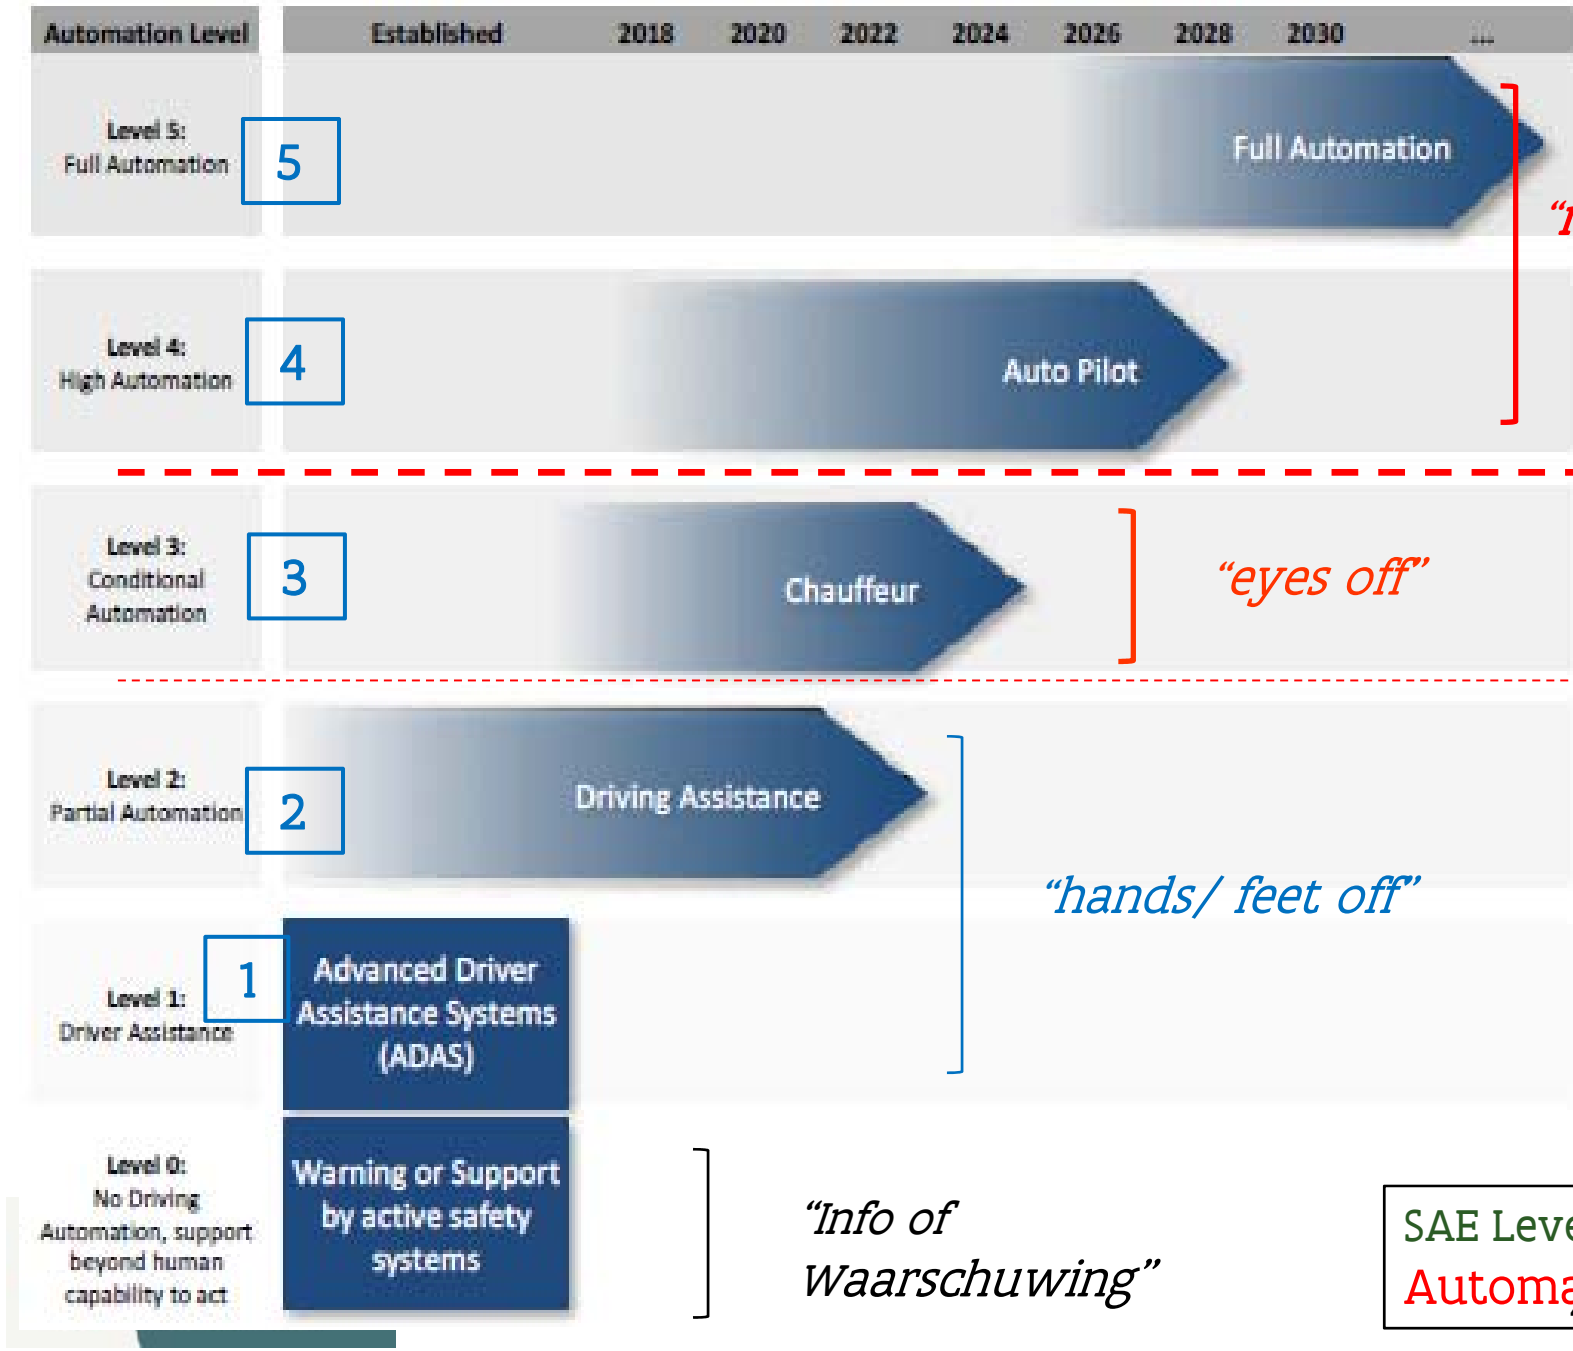 Automation Level Established 2018 2020 2022 2024 2026 2028 2030 ...
Level 5:
Full Automation
5
Full Automation
Level 4:
High Automation
4
Auto Pilot
Level 3:
Conditional
Automation
3
Chauffeur
“eyes off”
Level 2:
Partial Automation
2
Driving Assistance
“hands/ feet off”
Level 1:
Driver Assistance
1
Advanced Driver
Assistance Systems
(ADAS)
Level 0:
No Driving
Automation, support
beyond human
capability to act
Warning or Support
by active safety
systems
“Info of
Waarschuwing”
SAE